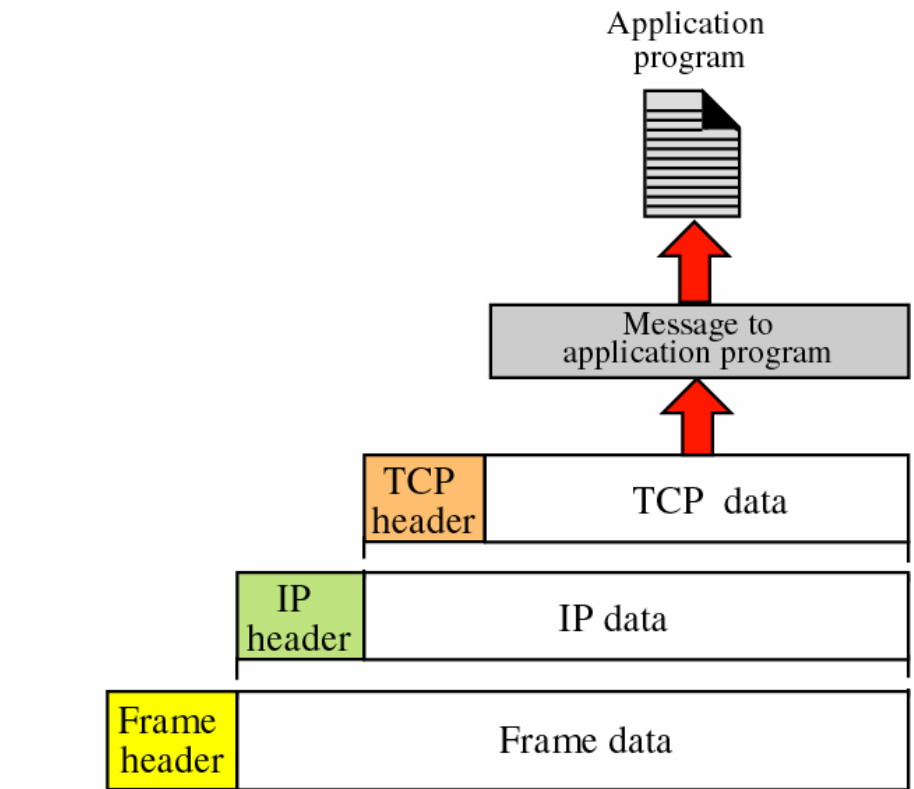 Application
program
Message to
application program
TCP
header
TCP data
IP
header
IP data
Frame
header
Frame data